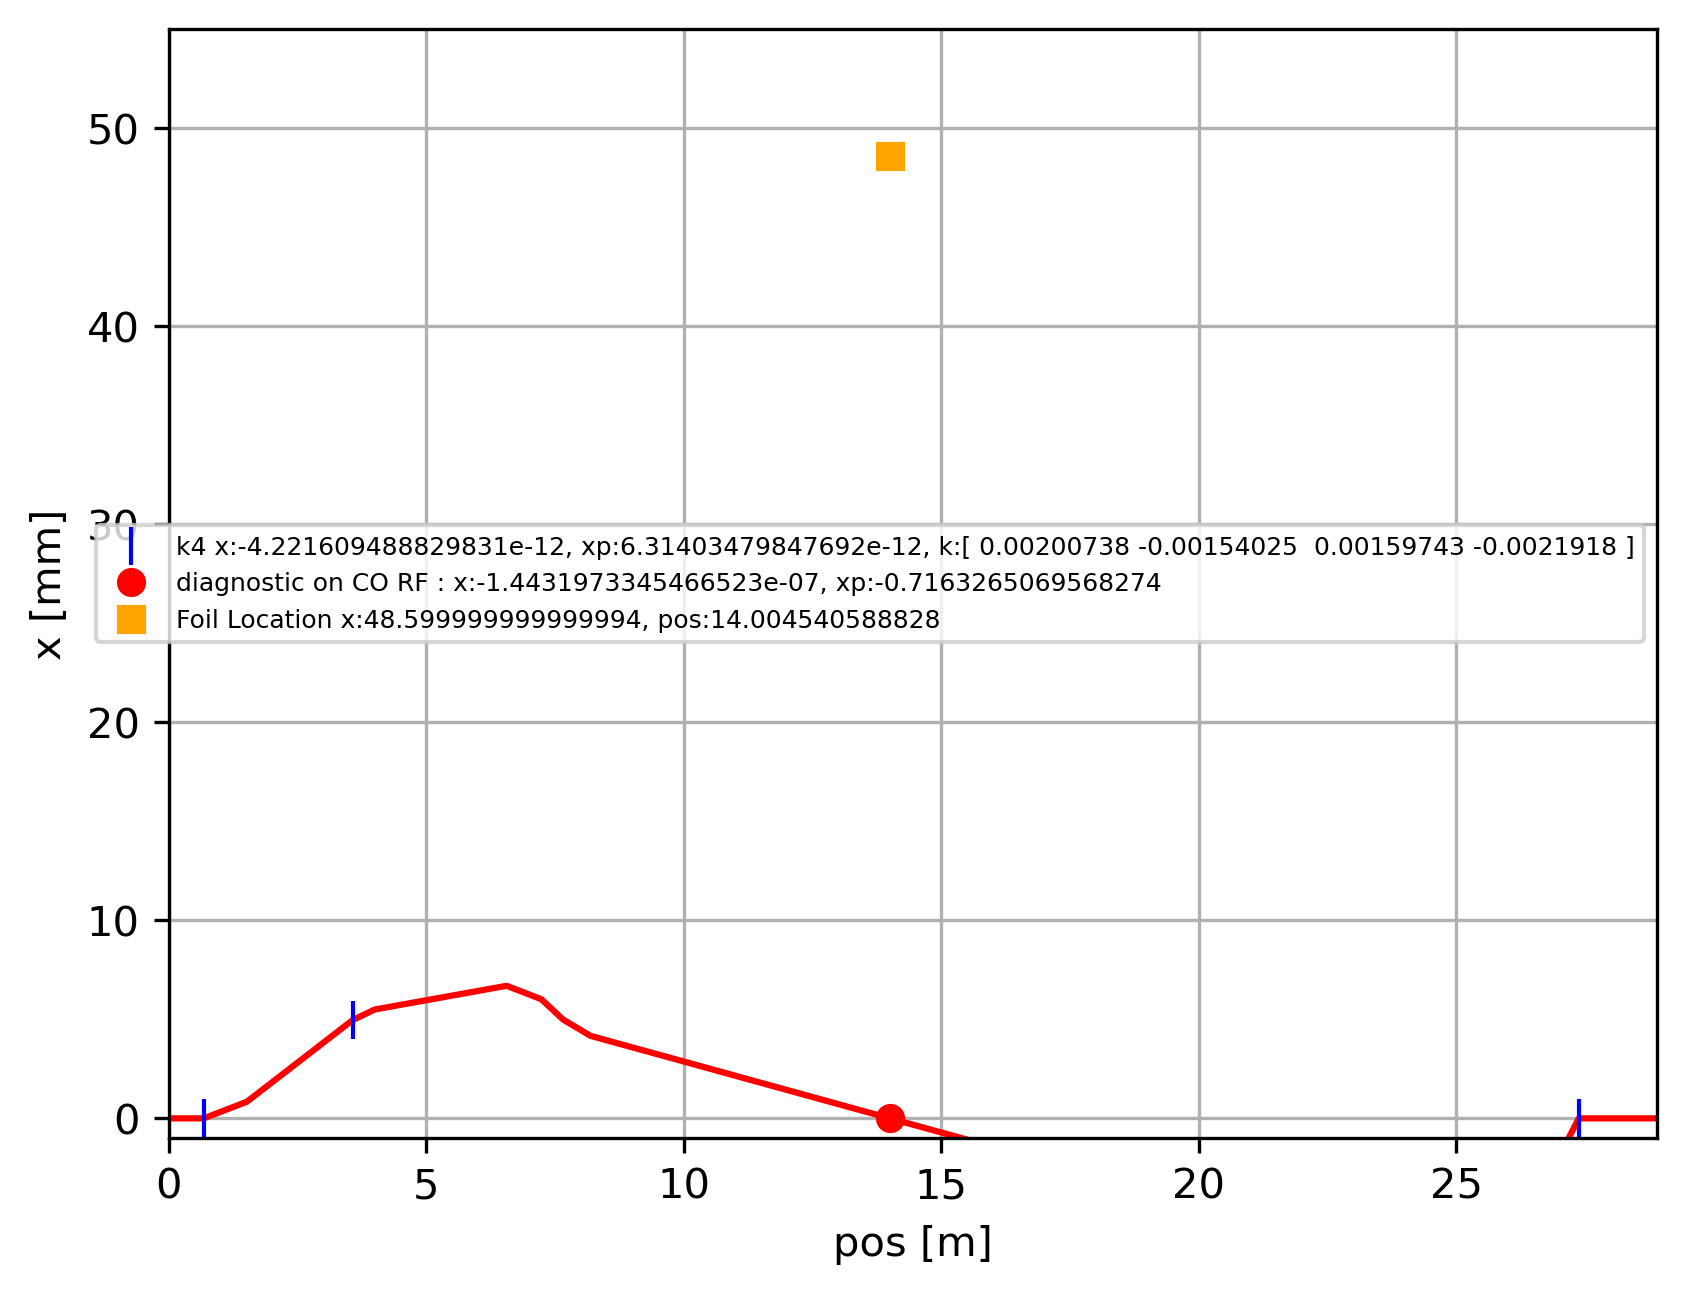 50
40
30
k4 x:-4.221609488829831e-12, xp:6.31403479847692e-12, k:[ 0.00200738 -0.00154025  0.00159743 -0.0021918 ]
diagnostic on CO RF : x:-1.4431973345466523e-07, xp:-0.7163265069568274
Foil Location x:48.599999999999994, pos:14.004540588828
x [mm]
20
10
0
0 5 10 15 20 25
pos [m]